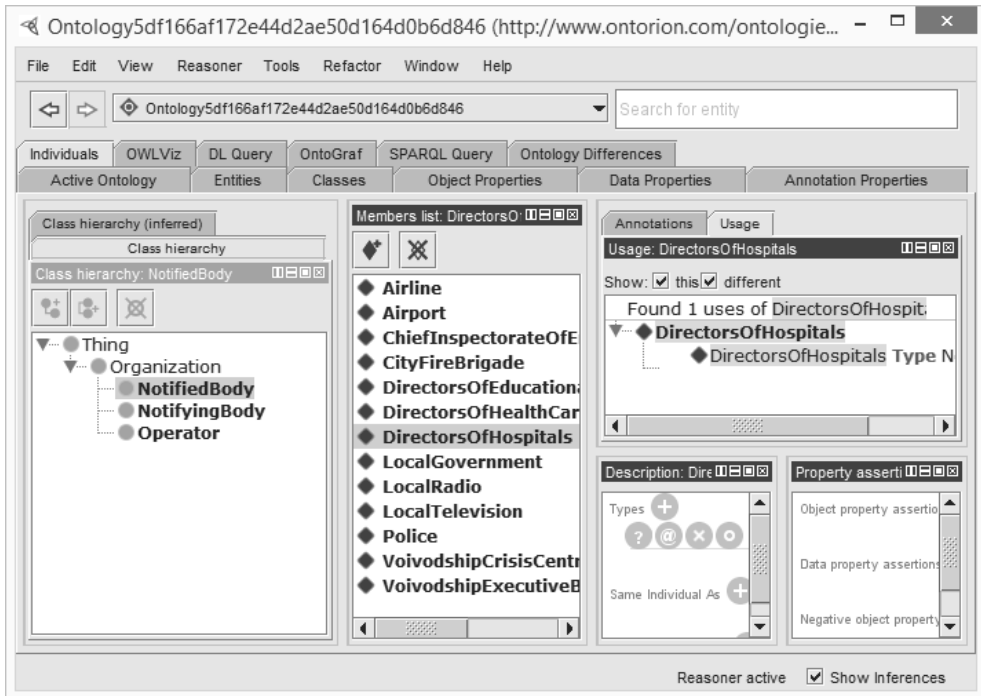 Ontology5df166af172e44d2ae50d164d0b6d846 (http://www.ontorion.com/ontologie...
File Edit View Reasoner Tools Refactor Window Help
Ontology5df166af172e44d2ae50d164d0b6d846
Search for entity
Individuals OWLViz DL Query OntoGraf SPARQL Query Ontology Differences
Active Ontology Entities Classes Object Properties Data Properties Annotation Properties
Class hierarchy (inferred)
Class hierarchy
Class hierarchy: NotifiedBody
Thing
Organization
NotifiedBody
NotifyingBody
Operator
Members list: DirectorsO
Airline
Airport
ChiefInspectorateOfE
CityFireBrigade
DirectorsOfEducation
DirectorsOfHealthCar
DirectorsOfHospitals
LocalGovernment
LocalRadio
LocalTelevision
Police
VoivodshipCrisisCentr
VoivodshipExecutiveB
Annotations Usage
Usage: DirectorsOfHospitals
Show: this different
Found 1 uses of DirectorsOfHospit
DirectorsOfHospitals
DirectorsOfHospitals Type N
Description: Dire
Types
Same Individual As
Property asserti
Object property assertio
Data property assertions
Negative object property
Reasoner active Show Inferences